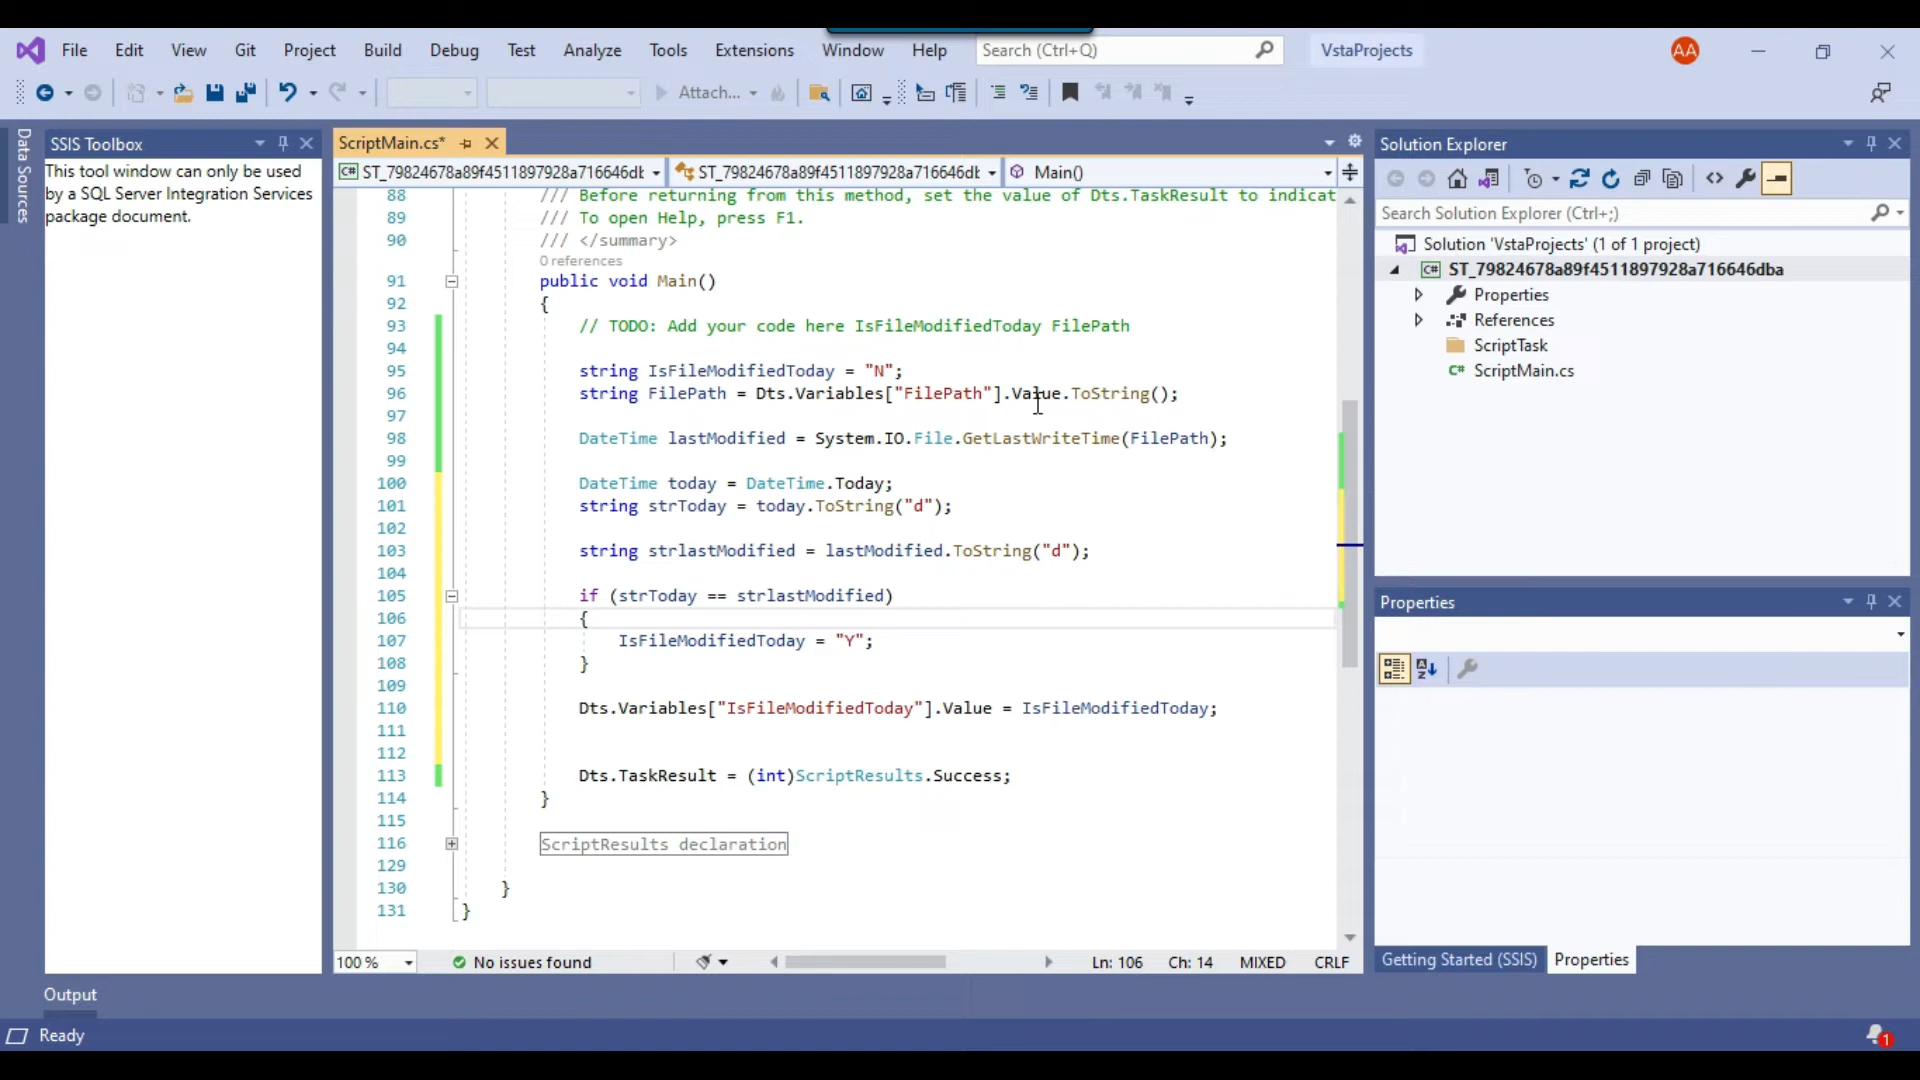 File Edit View Git Project Build Debug Test Analyze Tools Extensions Window Help Search (Ctrl+Q) VstaProjects AA
Attach...
Data Sources
SSIS Toolbox
This tool window can only be used
by a SQL Server Integration Services
package document.
ScriptMain.cs*
C# ST_79824678a89f4511897928a716646db ST_79824678a89f4511897928a716646db Main()
88 /// Before returning from this method, set the value of Dts.TaskResult to indicat
89 /// To open Help, press F1.
90 /// </summary>
0 references
91 public void Main()
92 {
93 // TODO: Add your code here IsFileModifiedToday FilePath
94
95 string IsFileModifiedToday = "N";
96 string FilePath = Dts.Variables["FilePath"].Value.ToString();
97
98 DateTime lastModified = System.IO.File.GetLastWriteTime(FilePath);
99
100 DateTime today = DateTime.Today;
101 string strToday = today.ToString("d");
102
103 string strlastModified = lastModified.ToString("d");
104
105 if (strToday == strlastModified)
106 {
107 IsFileModifiedToday = "Y";
108 }
109
110 Dts.Variables["IsFileModifiedToday"].Value = IsFileModifiedToday;
111
112
113 Dts.TaskResult = (int)ScriptResults.Success;
114 }
115
116 ScriptResults declaration
129
130 }
131 }
100 % No issues found Ln: 106 Ch: 14 MIXED CRLF
Solution Explorer
Search Solution Explorer (Ctrl+;)
Solution 'VstaProjects' (1 of 1 project)
C# ST_79824678a89f4511897928a716646dba
Properties
References
ScriptTask
C# ScriptMain.cs
Properties
Getting Started (SSIS) Properties
Output
Ready
1